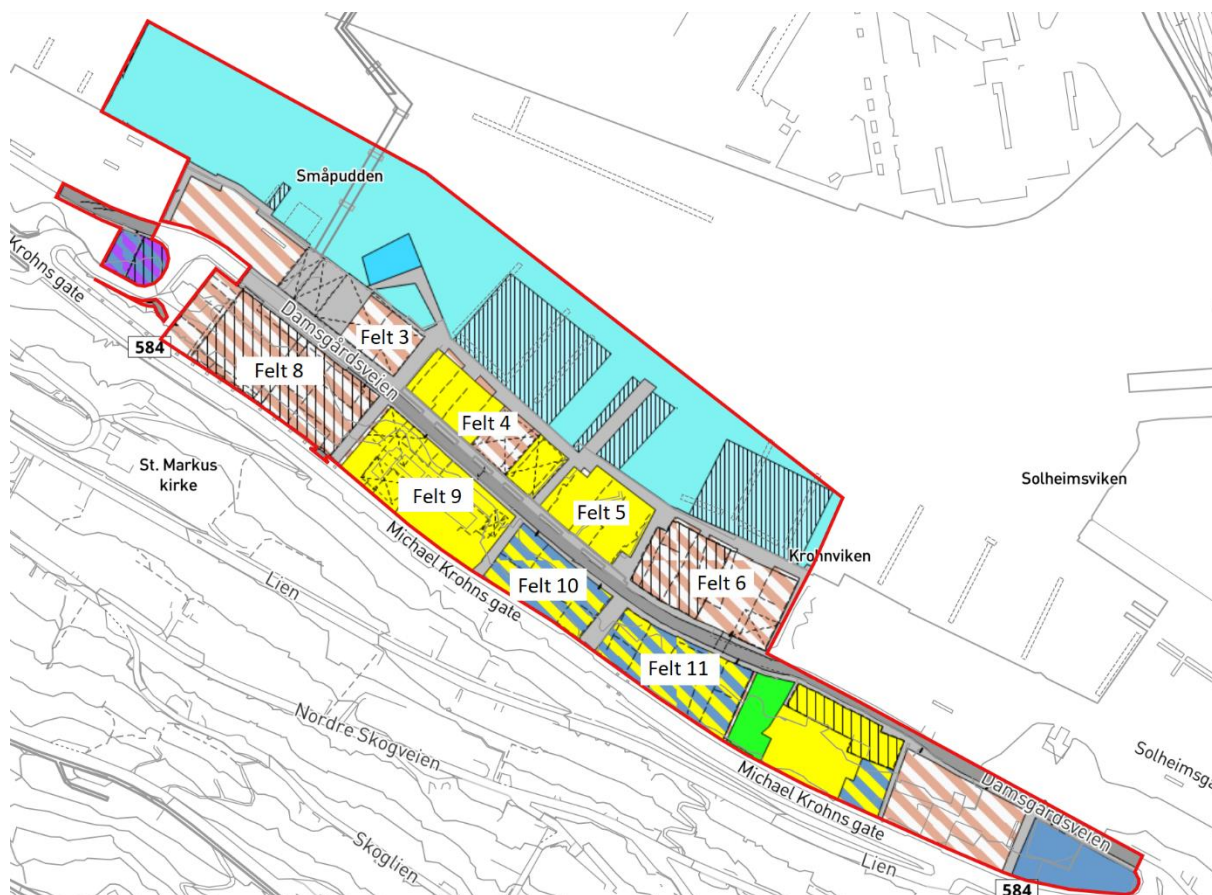 Småpudden
Krohns gate
Damsgårdsveien
584
Felt 3
Felt 8
Felt 4
St. Markus
kirke
Solheimsviken
Felt 9
Felt 5
Krohnviken
Michael Krohns gate
Felt 6
Lien
Felt 10
Felt 11
Nordre Skogveien
Solheimsga
Michael Krohns gate
Damsgårdsveien
Skoglien
Lien
584